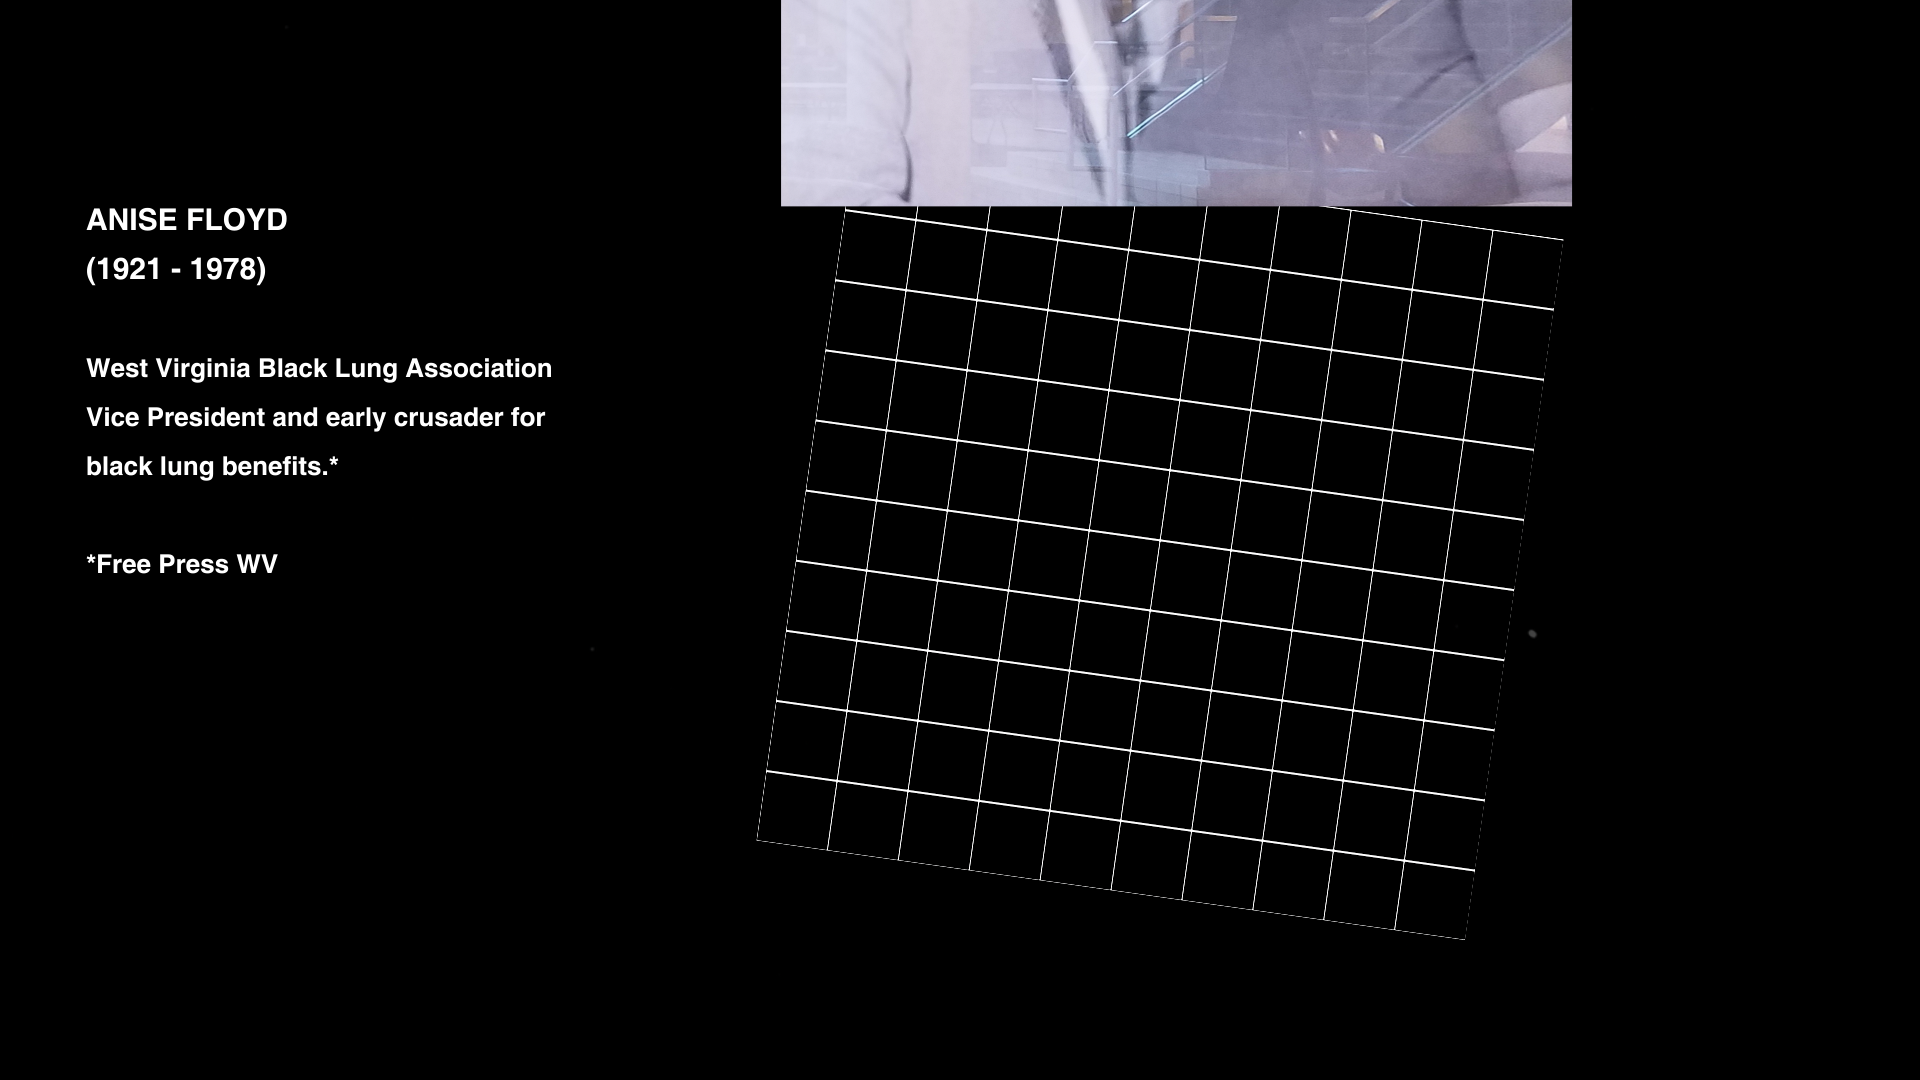 ANISE FLOYD
(1921 - 1978)
West Virginia Black Lung Association
Vice President and early crusader for
black lung benefits.*
*Free Press WV